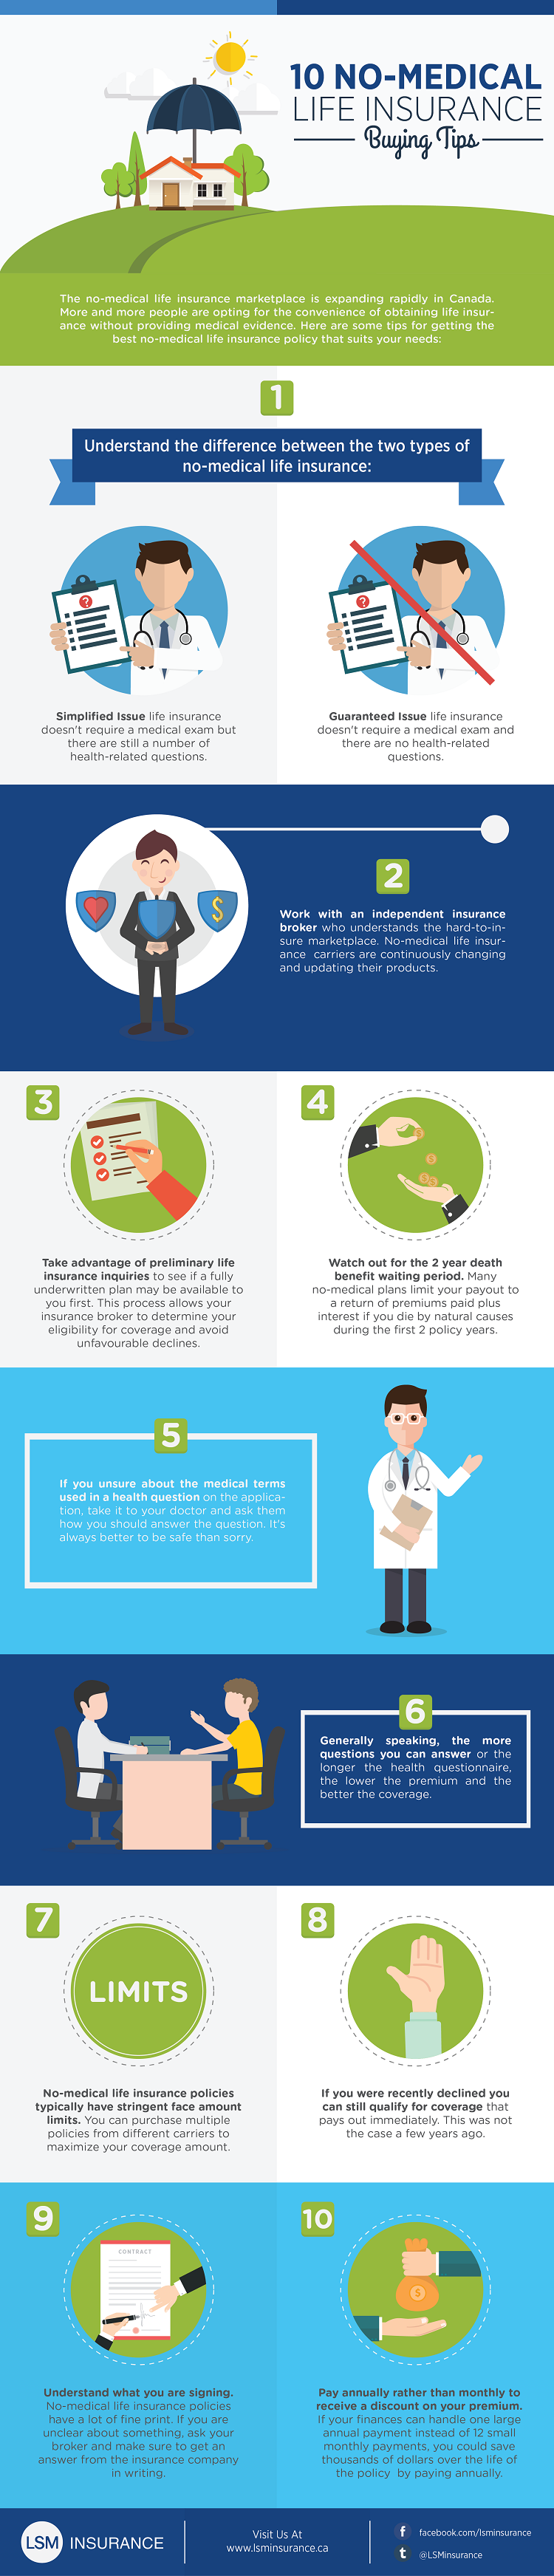 10 NO-MEDICAL
LIFE INSURANCE
Buying Tips
The no-medical life insurance marketplace is expanding rapidly in Canada.
More and more people are opting for the convenience of obtaining life insur-
ance without providing medical evidence. Here are some tips for getting the
best no-medical life insurance policy that suits your needs:
1
Understand the difference between the two types of
no-medical life insurance:
?
?
Simplified Issue life insurance
doesn't require a medical exam but
there are still a number of
health-related questions.
Guaranteed Issue life insurance
doesn't require a medical exam and
there are no health-related
questions.
$
2
Work with an independent insurance
broker who understands the hard-to-in-
sure marketplace. No-medical life insur-
ance carriers are continuously changing
and updating their products.
3
Take advantage of preliminary life
insurance inquiries to see if a fully
underwritten plan may be available to
you first. This process allows your
insurance broker to determine your
eligibility for coverage and avoid
unfavourable declines.
4
Watch out for the 2 year death
benefit waiting period. Many
no-medical plans limit your payout to
a return of premiums paid plus
interest if you die by natural causes
during the first 2 policy years.
5
If you unsure about the medical terms
used in a health question on the applica-
tion, take it to your doctor and ask them
how you should answer the question. It's
always better to be safe than sorry.
6
Generally speaking, the more
questions you can answer or the
longer the health questionnaire,
the lower the premium and the
better the coverage.
7
LIMITS
No-medical life insurance policies
typically have stringent face amount
limits. You can purchase multiple
policies from different carriers to
maximize your coverage amount.
8
If you were recently declined you
can still qualify for coverage that
pays out immediately. This was not
the case a few years ago.
9
CONTRACT
Understand what you are signing.
No-medical life insurance policies
have a lot of fine print. If you are
unclear about something, ask your
broker and make sure to get an
answer from the insurance company
in writing.
10
$
Pay annually rather than monthly to
receive a discount on your premium.
If your finances can handle one large
annual payment instead of 12 small
monthly payments, you could save
thousands of dollars over the life of
the policy by paying annually.
LSM INSURANCE
Visit Us At
www.lsminsurance.ca
f facebook.com/lsminsurance
t @LSMinsurance